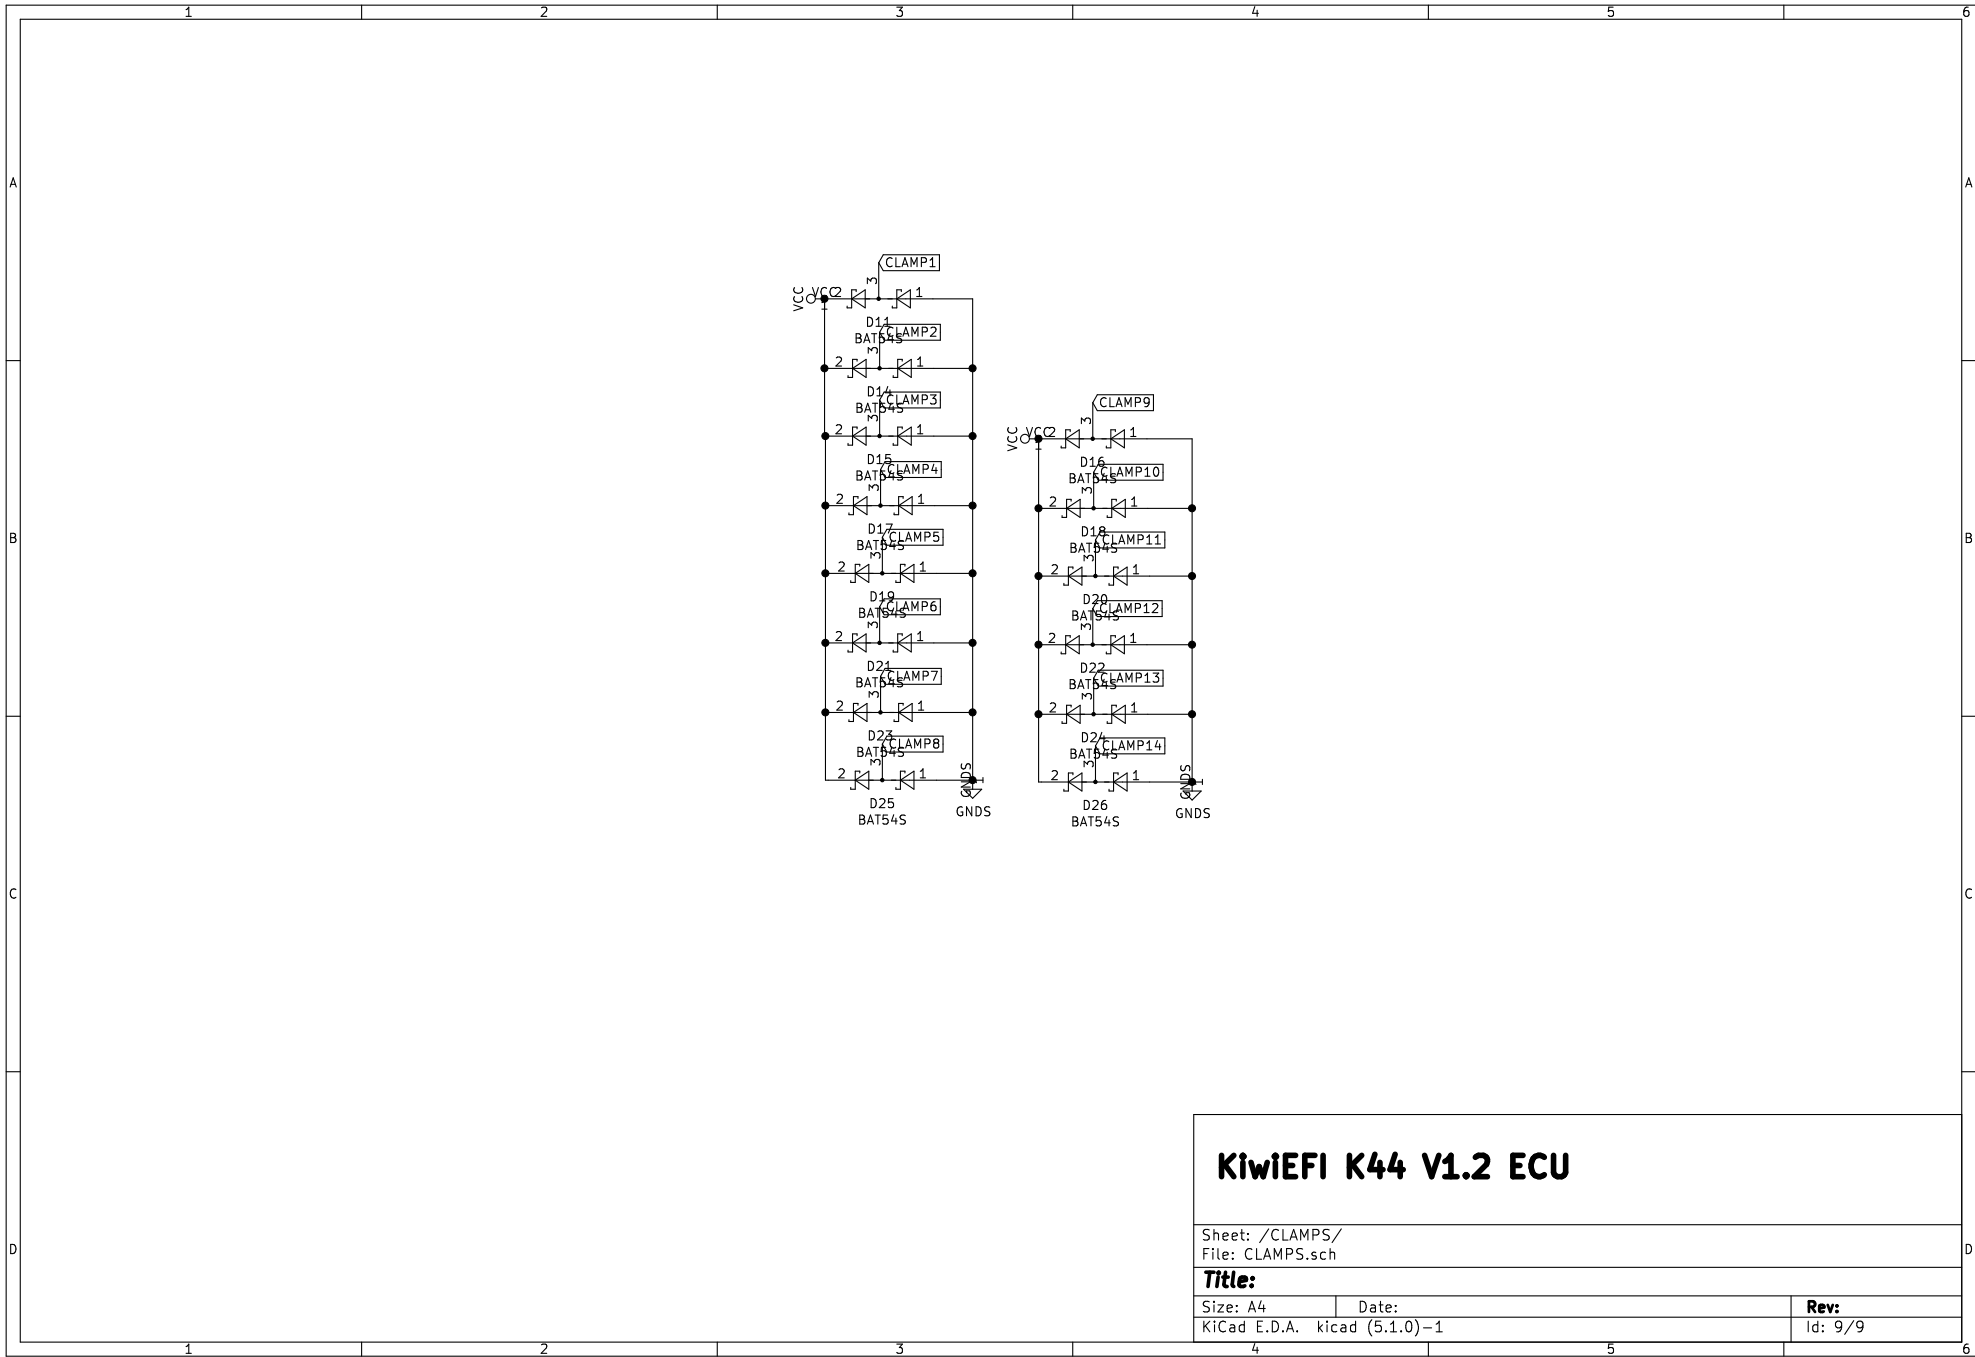 1 2 3 4 5 6
A A
CLAMP1
3
VCC VCC 2 1
D11
BAT54S
CLAMP2
3
2 1
D14
BAT54S
CLAMP3
3
2 1
D15
BAT54S
CLAMP4
3
2 1
D17
BAT54S
CLAMP5
3
2 1
D19
BAT54S
CLAMP6
3
2 1
D21
BAT54S
CLAMP7
3
2 1
D23
BAT54S
CLAMP8
3
2 1
GNDS
D25
BAT54S
GNDS
CLAMP9
3
VCC VCC 2 1
D16
BAT54S
CLAMP10
3
2 1
D18
BAT54S
CLAMP11
3
2 1
D20
BAT54S
CLAMP12
3
2 1
D22
BAT54S
CLAMP13
3
2 1
D24
BAT54S
CLAMP14
3
2 1
GNDS
D26
BAT54S
GNDS
B B
C C
KiwiEFI K44 V1.2 ECU
Sheet: /CLAMPS/
File: CLAMPS.sch
D D
Title:
Size: A4 Date: Rev:
KiCad E.D.A. kicad (5.1.0)-1 Id: 9/9
1 2 3 4 5 6